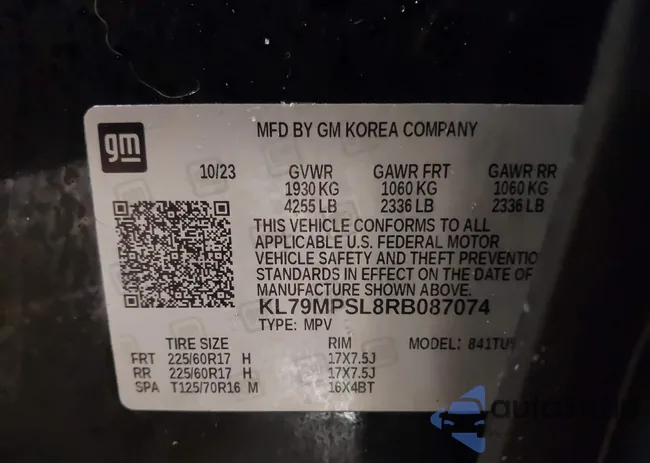 gm
MFD BY GM KOREA COMPANY
10/23 GVWR GAWR FRT GAWR RR
1930 KG 1060 KG 1060 KG
4255 LB 2336 LB 2336 LB
THIS VEHICLE CONFORMS TO ALL
APPLICABLE U.S. FEDERAL MOTOR
VEHICLE SAFETY AND THEFT PREVENTIO
STANDARDS IN EFFECT ON THE DATE OF
MANUFACTURE SHOWN ABOVE.
KL79MPSL8RB087074
TYPE: MPV
TIRE SIZE RIM MODEL:
FRT 225/60R17 H 17X7.5J
RR 225/60R17 H 17X7.5J
SPA T125/70R16 M 16X4BT